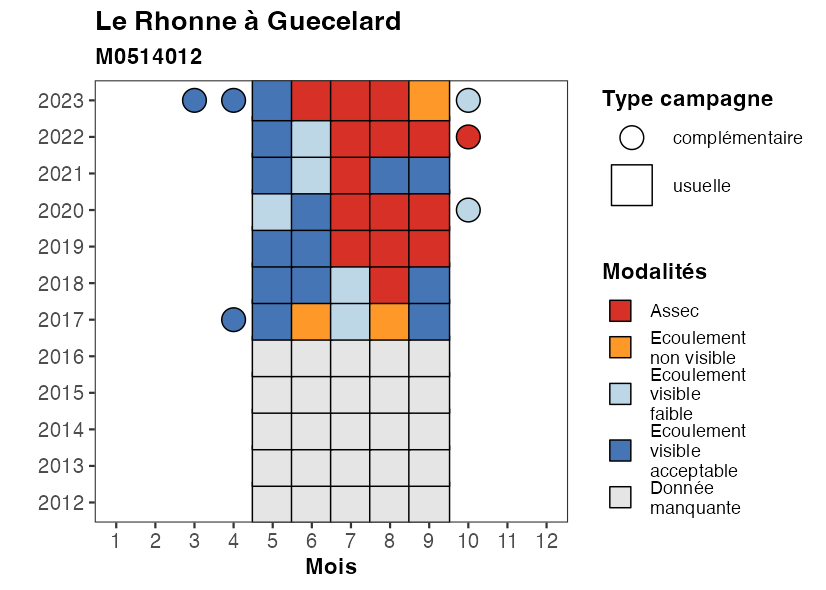 Le Rhonne à Guecelard
M0514012
2023
2022
2021
2020
2019
2018
2017
2016
2015
2014
2013
2012
1 2 3 4 5 6 7 8 9 10 11 12
Mois
Type campagne
complémentaire
usuelle
Modalités
Assec
Ecoulement
non visible
Ecoulement
visible
faible
Ecoulement
visible
acceptable
Donnée
manquante